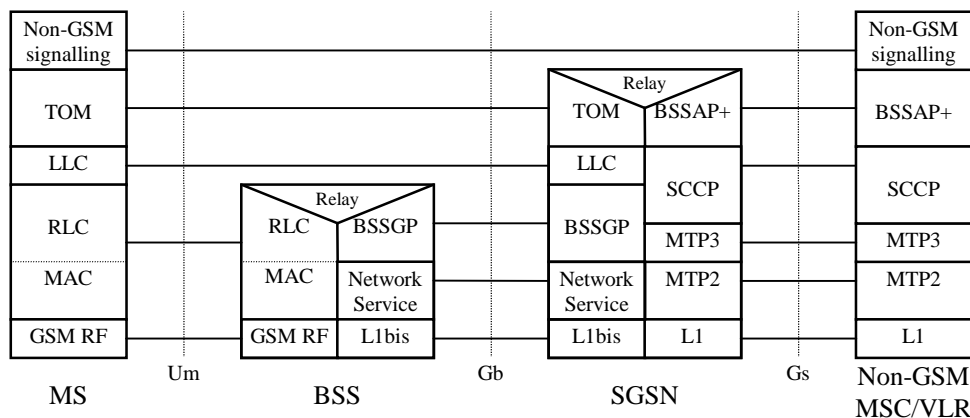 Non-GSM
signalling
Non-GSM
signalling
Relay
TOM
TOM
BSSAP+
BSSAP+
LLC
LLC
SCCP
SCCP
Relay
RLC
RLC
BSSGP
BSSGP
MTP3
MTP3
MAC
MAC
Network
Service
Network
Service
MTP2
MTP2
GSM RF
GSM RF
L1bis
L1bis
L1
L1
Um
Gb
Gs
MS
BSS
SGSN
Non-GSM
MSC/VLR